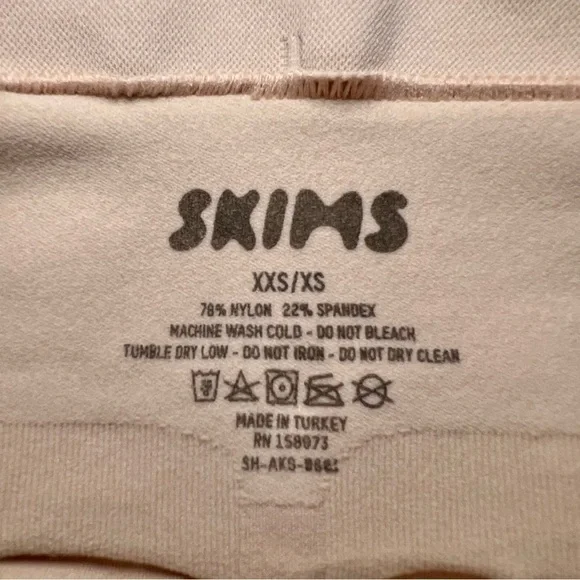 SKIMS
XXS/XS
78% NYLON 22% SPANDEX
MACHINE WASH COLD - DO NOT BLEACH
TUMBLE DRY LOW - DO NOT IRON - DO NOT DRY CLEAN
MADE IN TURKEY
RN 158073